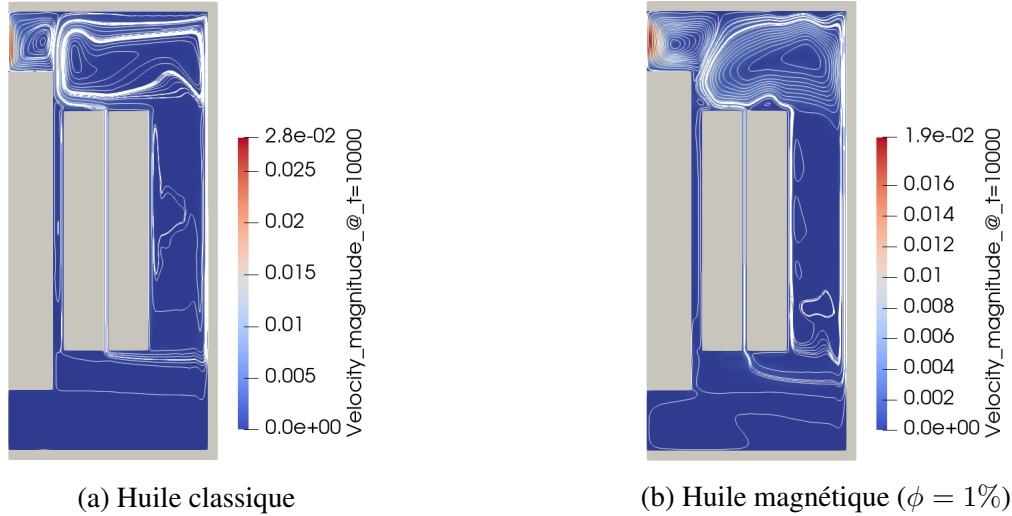 2.8e-02
0.025
0.02
0.015
0.01
0.005
0.0e+00
Velocity_magnitude_@_t=10000
1.9e-02
0.016
0.014
0.012
0.01
0.008
0.006
0.004
0.002
0.0e+00
Velocity_magnitude_@_t=10000
(a) Huile classique
(b) Huile magnétique (ϕ = 1%)